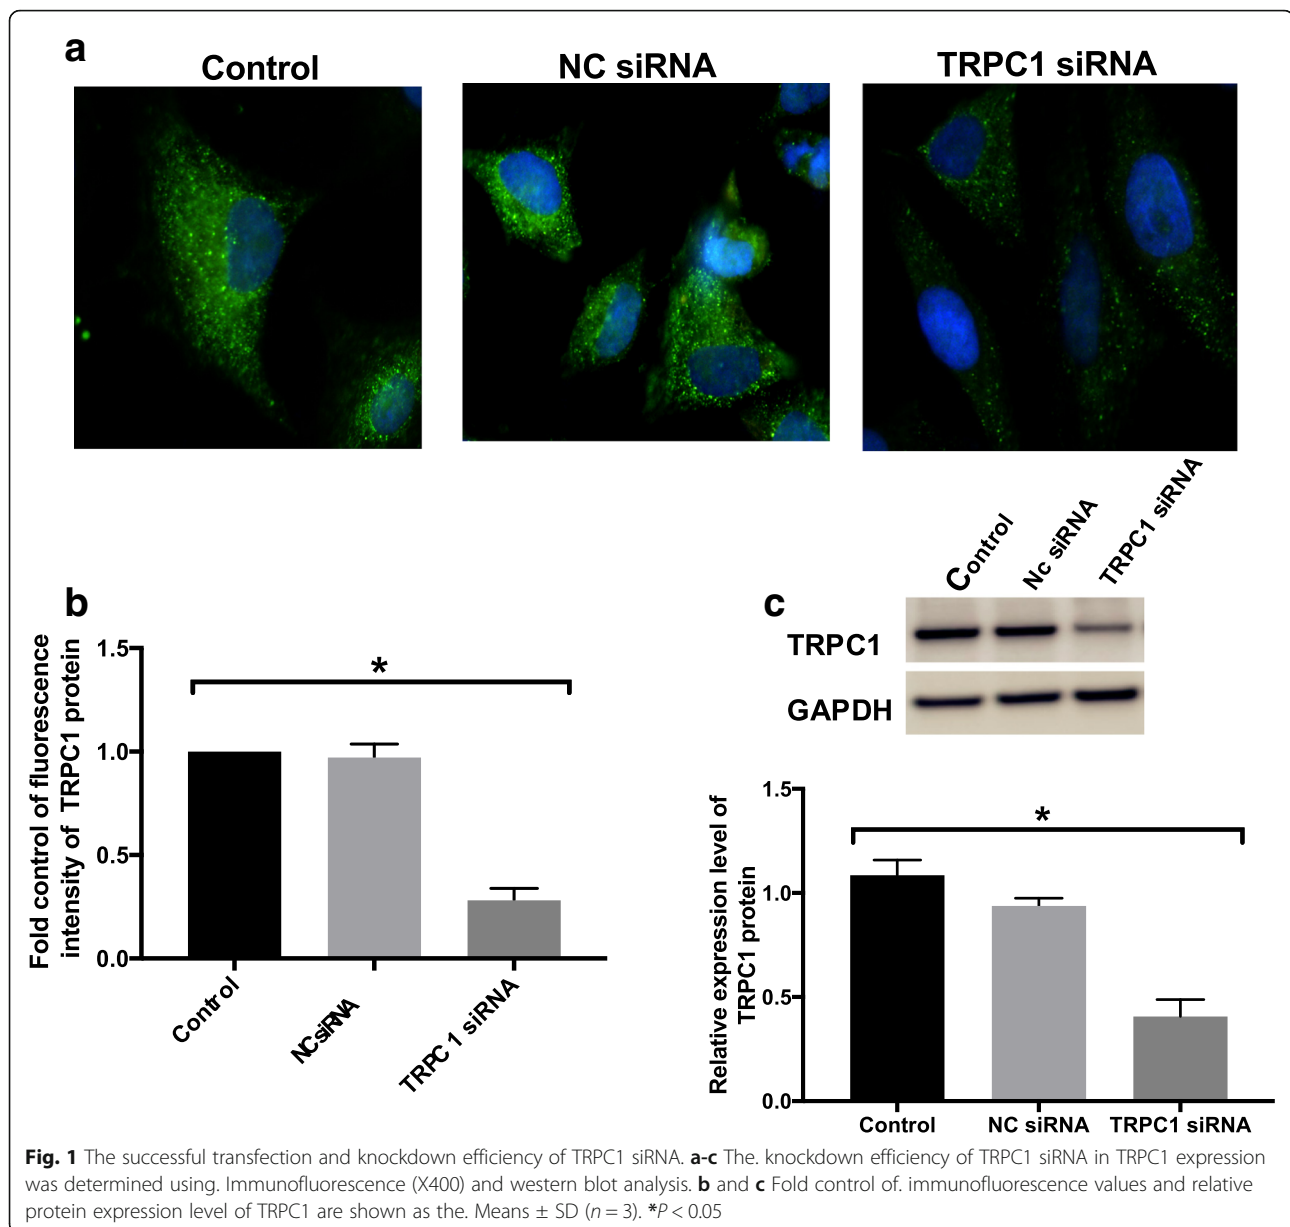 a
Control
NC siRNA
TRPC1 siRNA
b
Fold control of fluorescence
intensity of TRPC1 protein
1.5
1.0
0.5
0.0
*
Control
NCsiRNA
TRPC1 siRNA
c
Control
Nc siRNA
TRPC1 siRNA
TRPC1
GAPDH
Relative expression level of
TRPC1 protein
1.5
1.0
0.5
0.0
*
Control
NC siRNA
TRPC1 siRNA
Fig. 1 The successful transfection and knockdown efficiency of TRPC1 siRNA. a-c The. knockdown efficiency of TRPC1 siRNA in TRPC1 expression
was determined using. Immunofluorescence (X400) and western blot analysis. b and c Fold control of. immunofluorescence values and relative
protein expression level of TRPC1 are shown as the. Means ± SD (n = 3). *P < 0.05